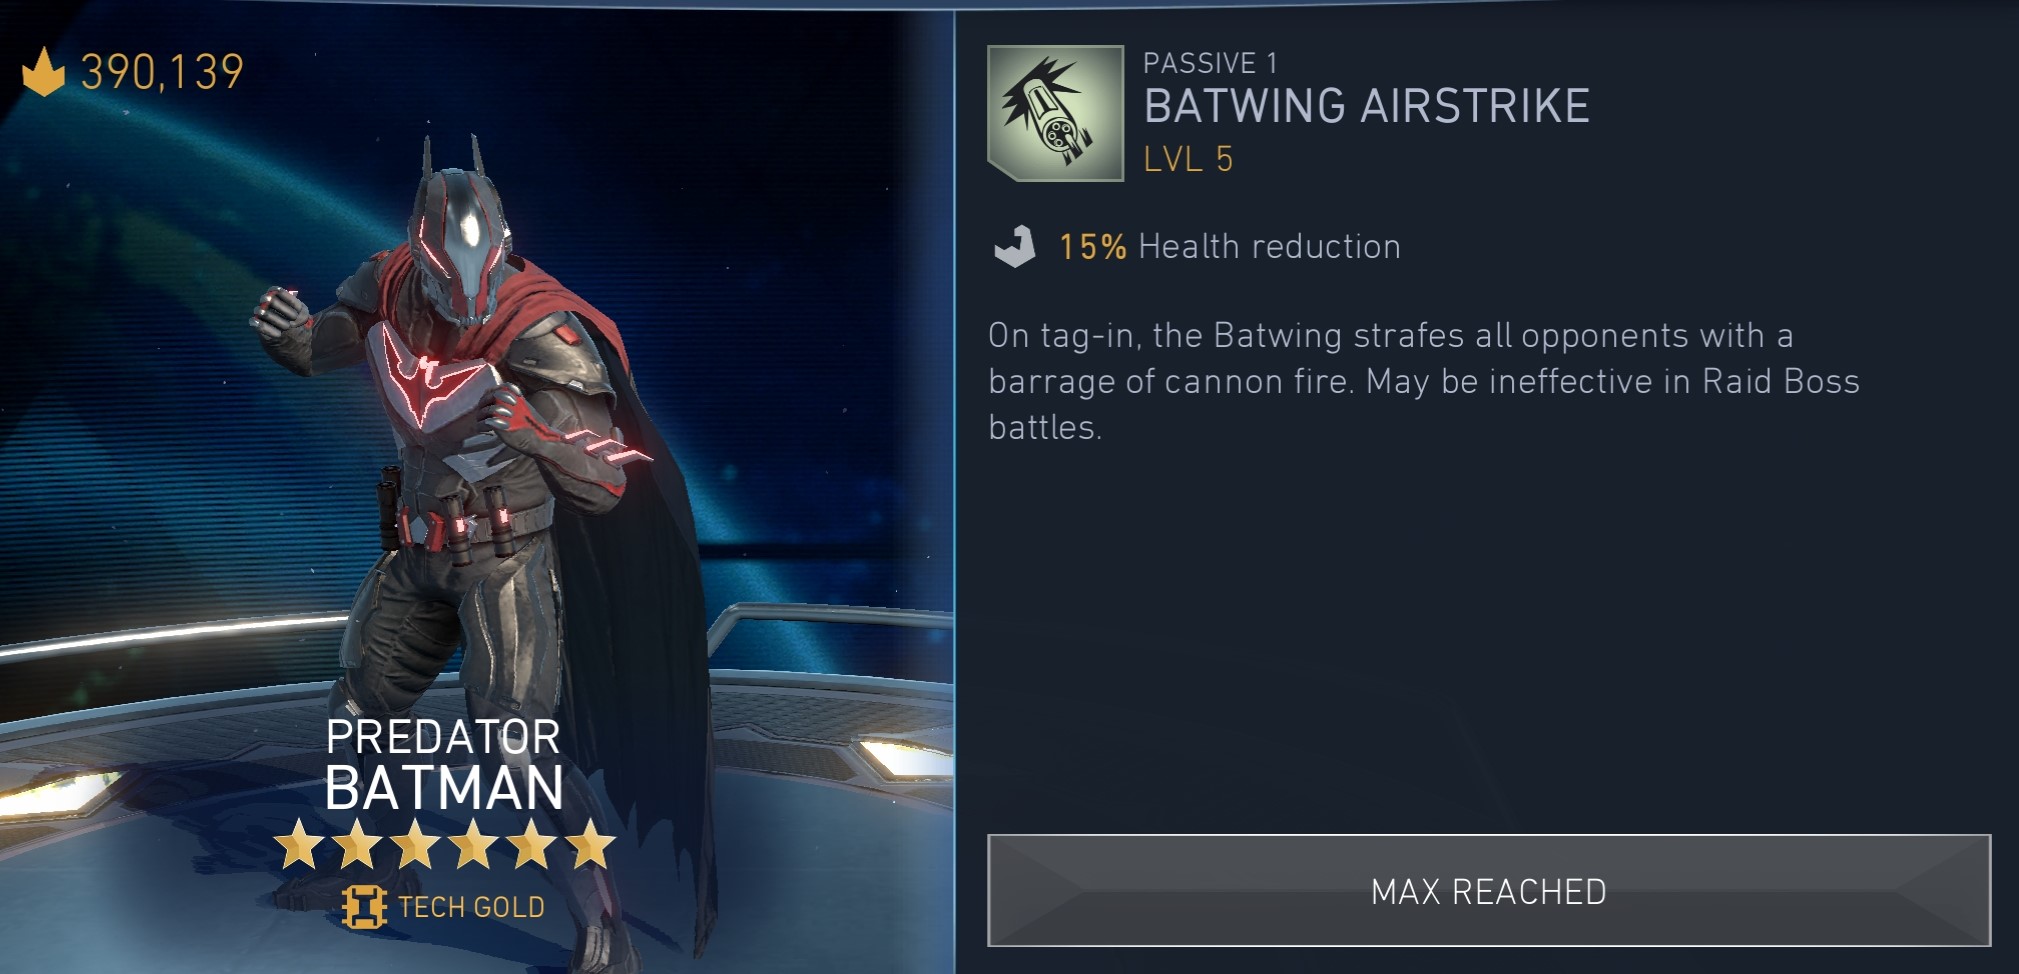 390,139
PREDATOR
BATMAN
TECH GOLD
PASSIVE 1
BATWING AIRSTRIKE
LVL 5
15% Health reduction
On tag-in, the Batwing strafes all opponents with a
barrage of cannon fire. May be ineffective in Raid Boss
battles.
MAX REACHED